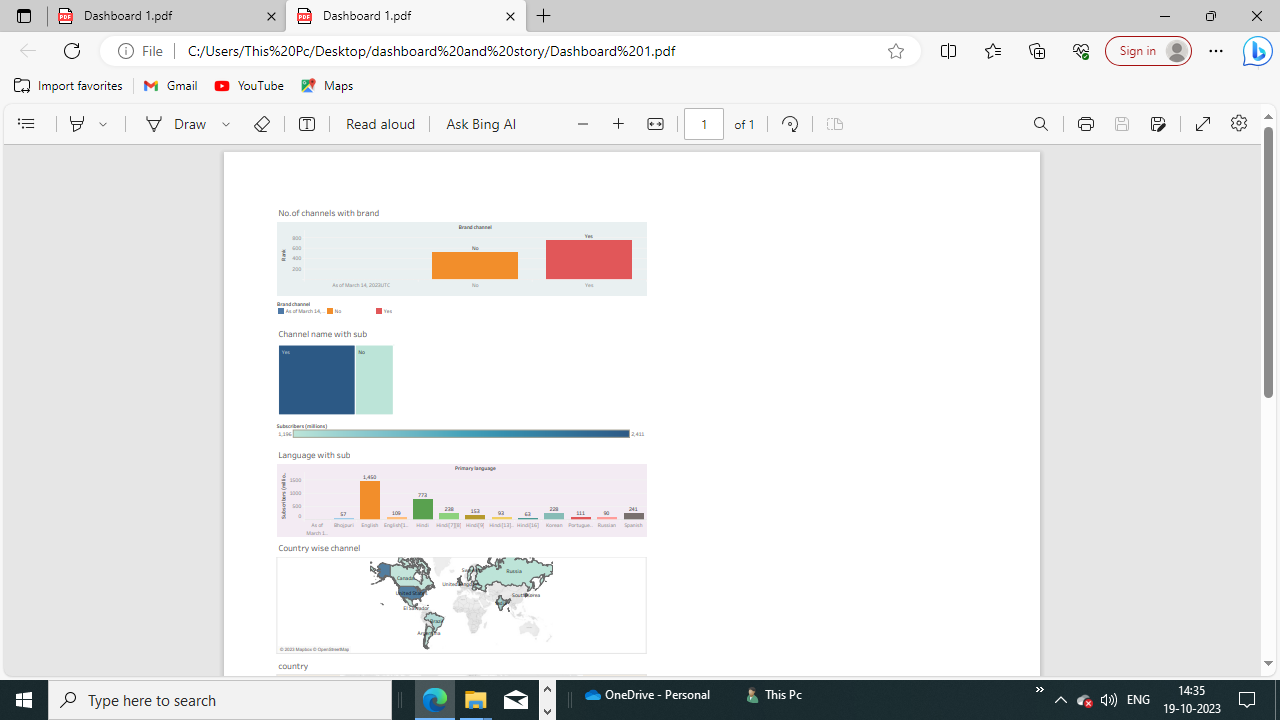 Dashboard 1.pdf
Dashboard 1.pdf
File
C:/Users/This%20Pc/Desktop/dashboard%20and%20story/Dashboard%201.pdf
Sign in
Import favorites
Gmail
YouTube
Maps
Draw
Read aloud
Ask Bing AI
1 of 1
No.of channels with brand
Brand channel
Rank
800
600
400
200
No
Yes
As of March 14, 2023UTC No Yes
Brand channel
As of March 14, .. No Yes
Channel name with sub
Yes No
Subscribers (millions)
1,196 2,411
Language with sub
Primary language
Subscribers (millio..
1500
1000
500
0
57 1,450 109 773 238 153 93 63 228 111 90 241
As of March 1.. Bhojpuri English English[1.. Hindi Hindi[7][8] Hindi[9] Hindi[13].. Hindi[16] Korean Portugue.. Russian Spanish
Country wise channel
Canada
Russia
United Kingdom
United States
South Korea
El Salvador
Brazil
Argentina
© 2023 Mapbox © OpenStreetMap
country
Type here to search
OneDrive - Personal
This Pc
ENG
14:35
19-10-2023